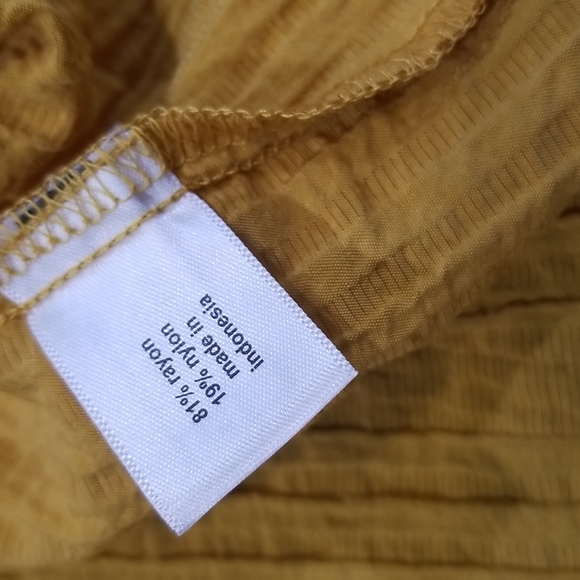 81% rayon
19% nylon
made in
indonesia